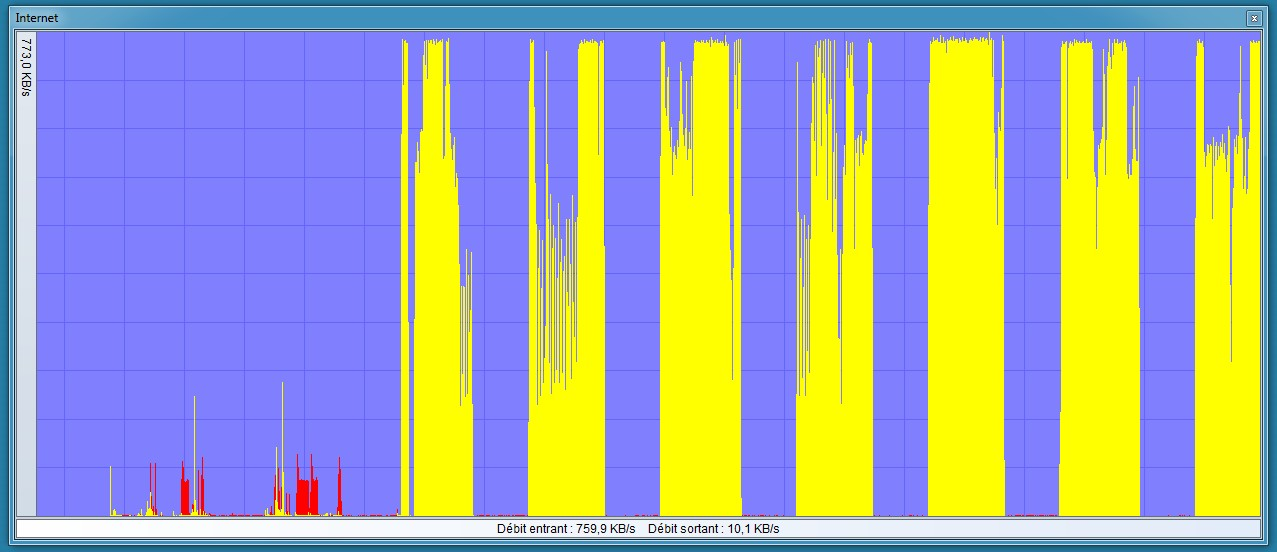 Internet
x
773,0 KB/s
Débit entrant : 759,9 KB/s Débit sortant : 10,1 KB/s